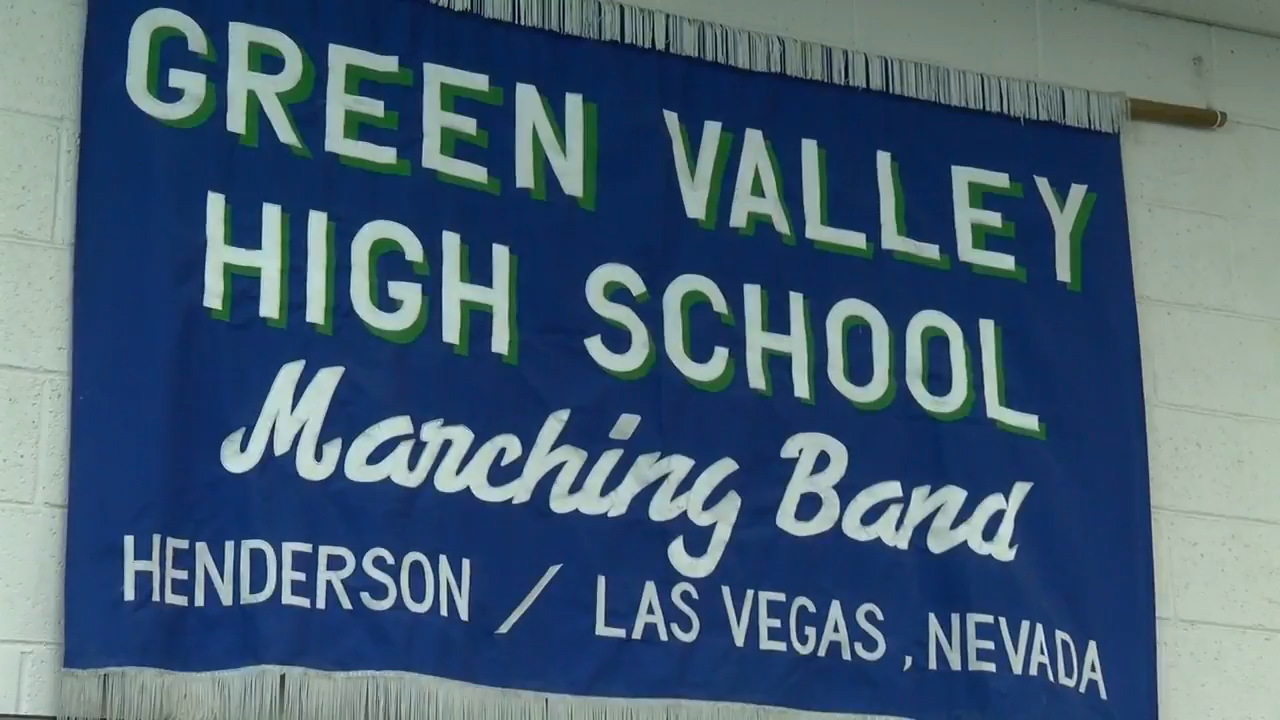 GREEN VALLEY
HIGH SCHOOL
Marching Band
HENDERSON / LAS VEGAS, NEVADA